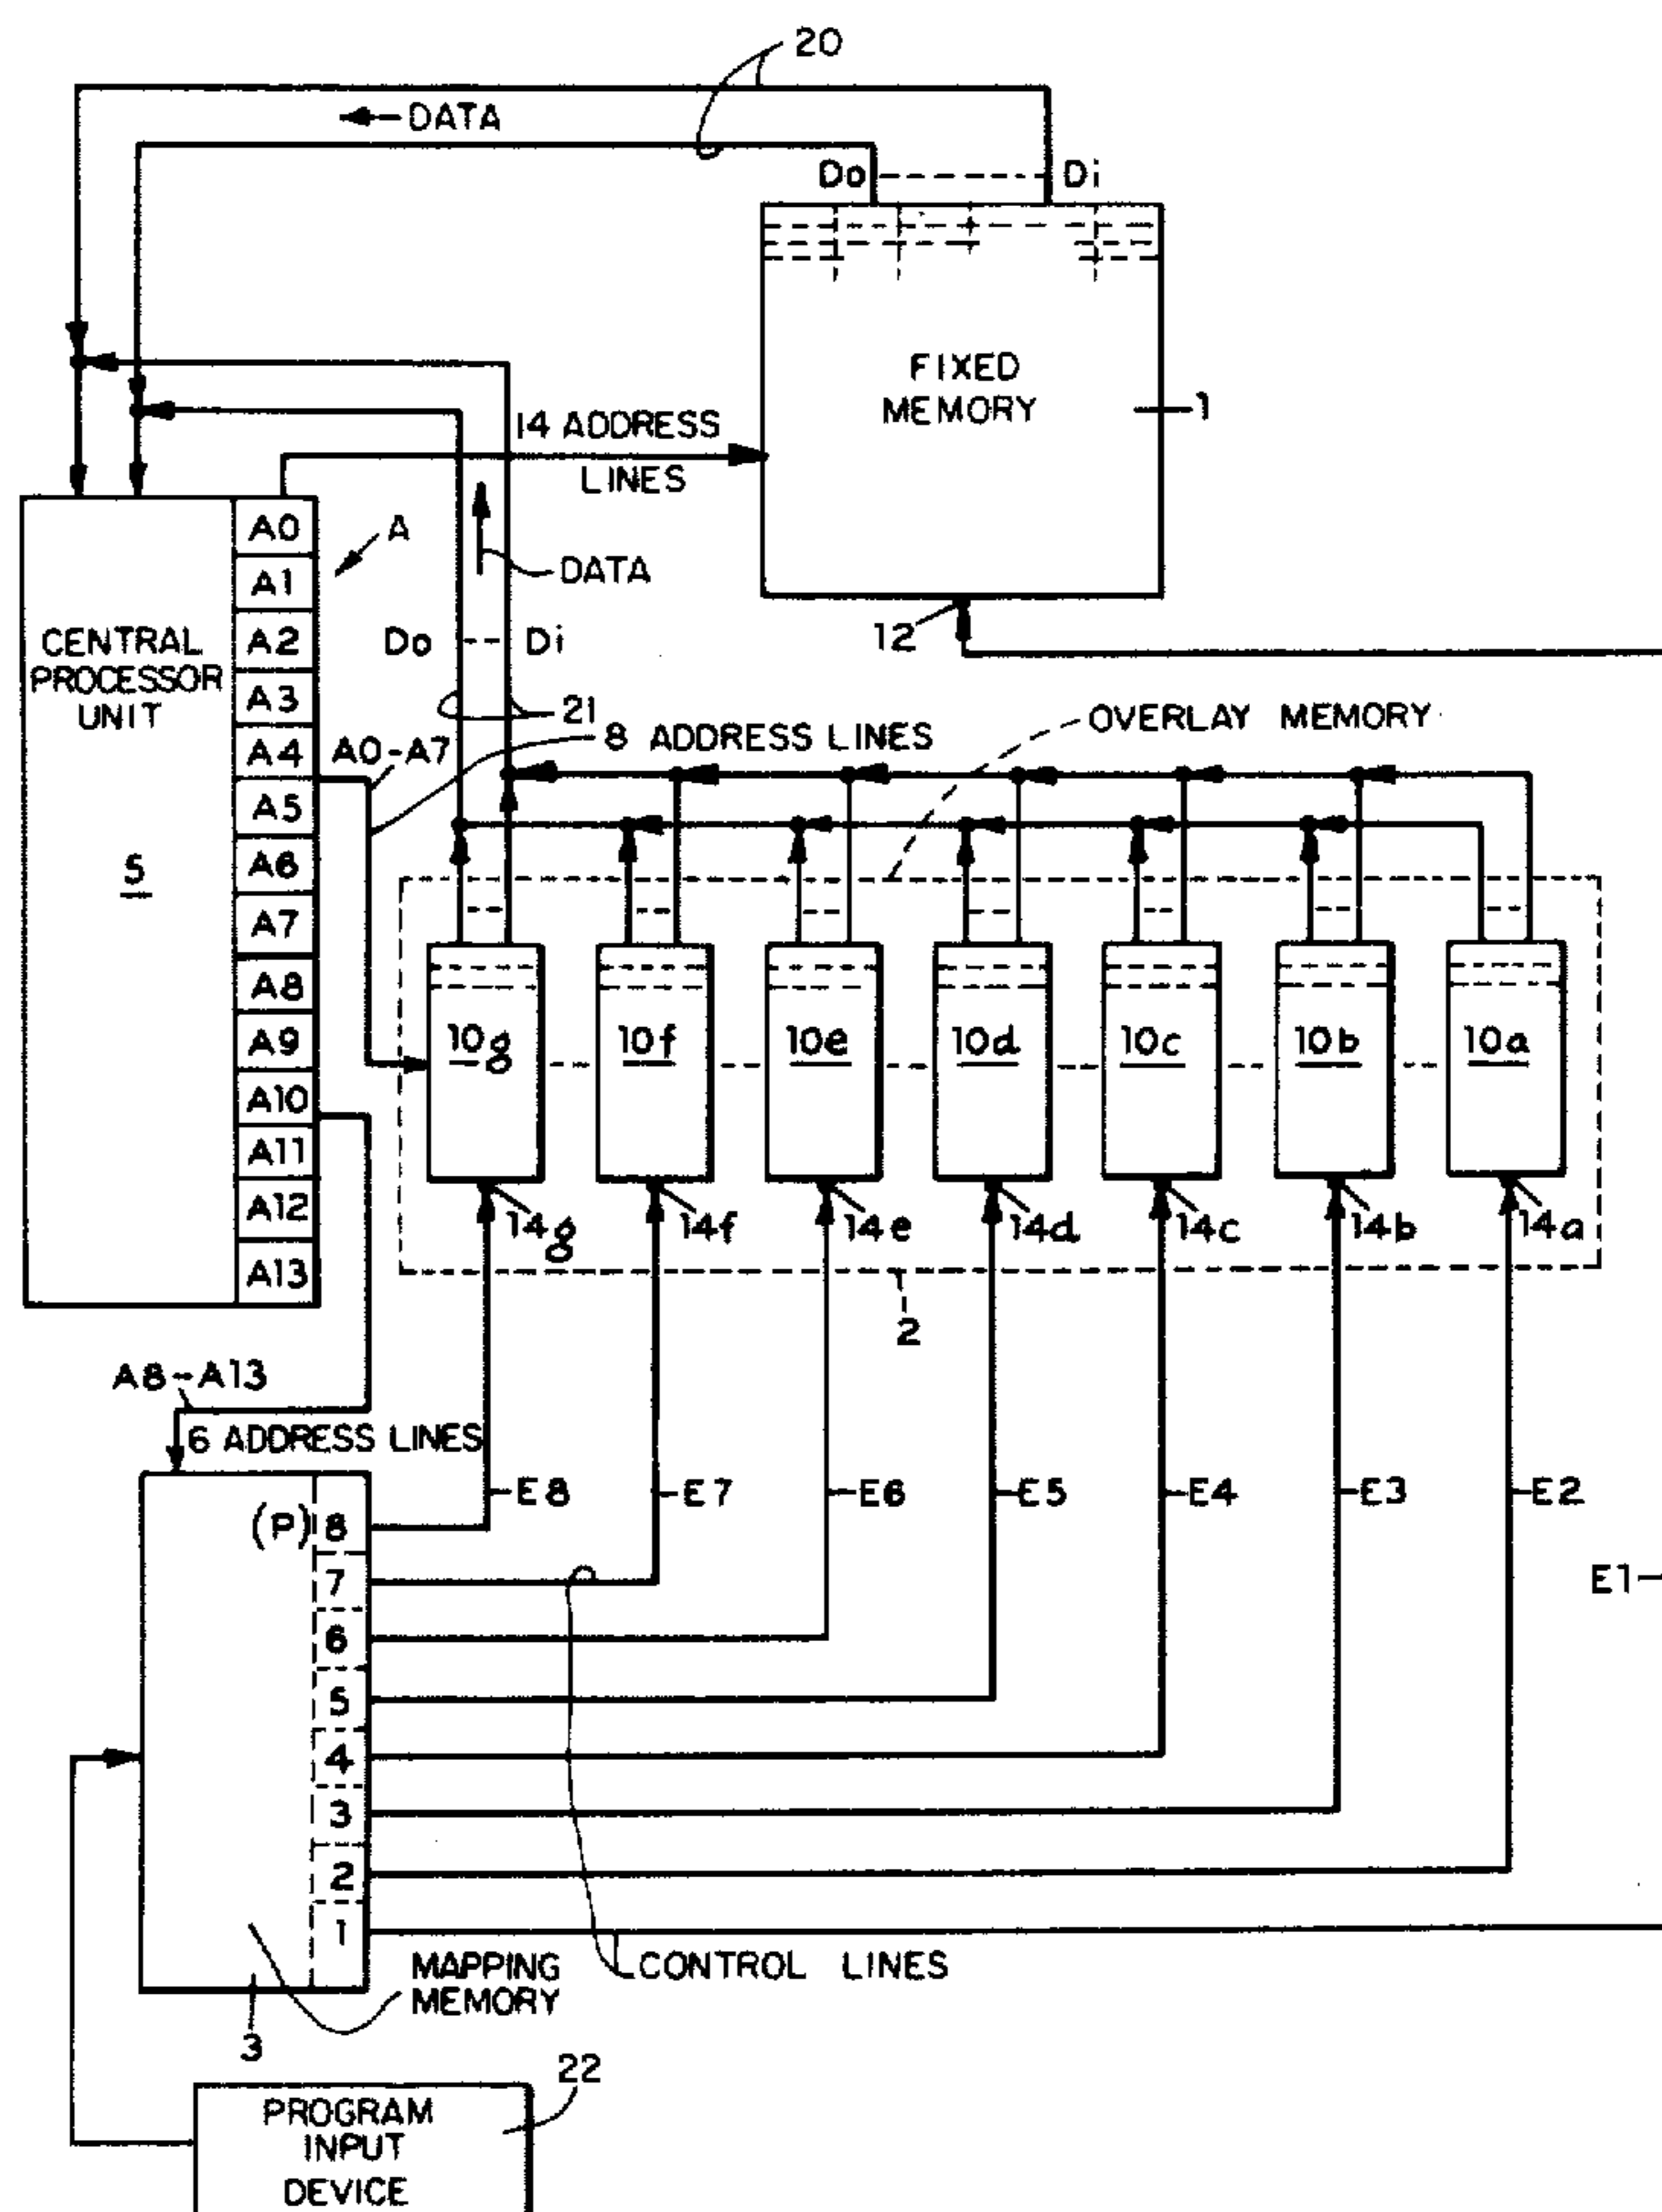 20
←DATA
Do Di
FIXED
MEMORY
1
14 ADDRESS
LINES
A0
A1
A2
A3
A4
A5
A6
A7
A8
A9
A10
A11
A12
A13
A
DATA
CENTRAL
PROCESSOR
UNIT
5
Do Di
12
21
OVERLAY MEMORY
A0-A7
8 ADDRESS LINES
10g 10f 10e 10d 10c 10b 10a
14g 14f 14e 14d 14c 14b 14a
2
A8-A13
6 ADDRESS LINES
E8 E7 E6 E5 E4 E3 E2
E1
(P) 8
7
6
5
4
3
2
1
MAPPING
MEMORY
CONTROL LINES
3
22
PROGRAM
INPUT
DEVICE